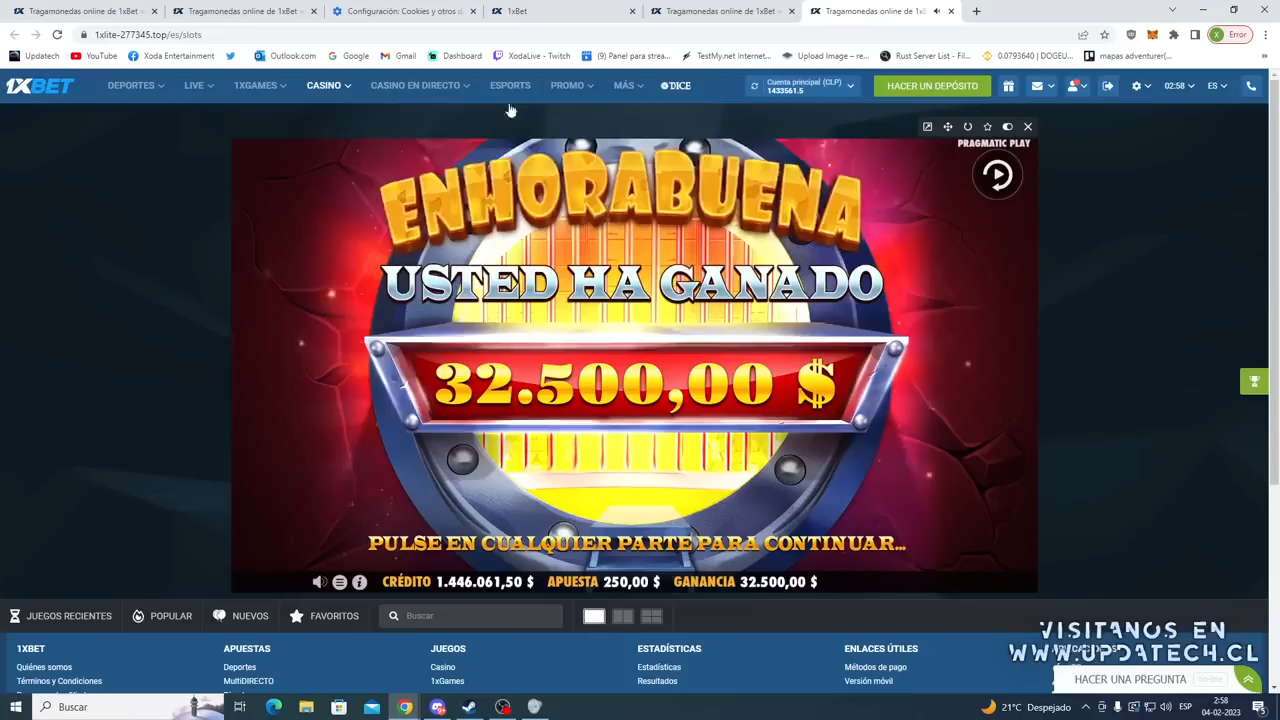 Tragamonedas online de 1xBet
Tragamonedas online de 1xBet
Configuración: Cookies y otros d
1xBet
Tragamonedas online de 1xBet
Tragamonedas online de 1xB
1xlite-277345.top/es/slots
Error
Updatech
YouTube
Xoda Entertainment
Outlook.com
Google
Gmail
Dashboard
XodaLive - Twitch
(9) Panel para strea...
TestMy.net Internet...
Upload Image - re...
Rust Server List - Fil...
0.0793640 | DOGEU...
mapas adventurer(...
1XBET
DEPORTES
LIVE
1XGAMES
CASINO
CASINO EN DIRECTO
ESPORTS
PROMO
MÁS
DICE
Cuenta principal (CLP)
1433561.5
HACER UN DEPÓSITO
02:58
ES
PRAGMATIC PLAY
ENHORABUENA
USTED HA GANADO
32.500,00 $
PULSE EN CUALQUIER PARTE PARA CONTINUAR...
CRÉDITO 1.446.061,50 $ APUESTA 250,00 $ GANANCIA 32.500,00 $
JUEGOS RECIENTES
POPULAR
NUEVOS
FAVORITOS
Buscar
VISITANOS EN
WWW.UPDATECH.CL
1XBET
APUESTAS
JUEGOS
ESTADÍSTICAS
ENLACES ÚTILES
Quiénes somos
Deportes
Casino
Estadísticas
Métodos de pago
Términos y Condiciones
MultiDIRECTO
1xGames
Resultados
Versión móvil
HACER UNA PREGUNTA
Buscar
21°C Despejado
ESP
2:58
04-02-2023
5